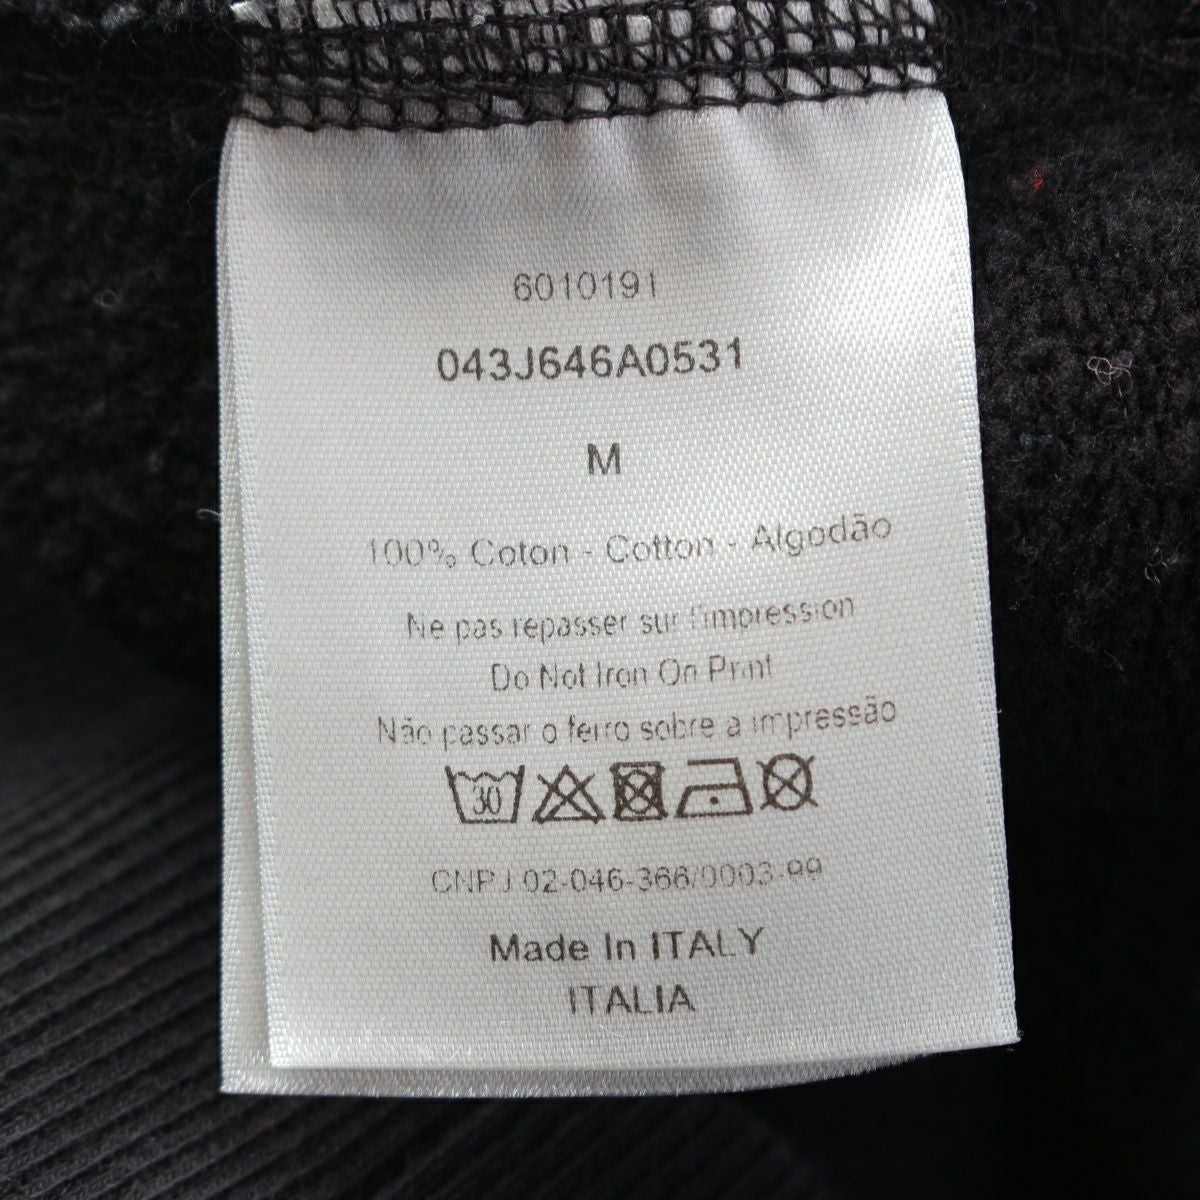 6010191
043J646A0531
M
100% Coton - Cotton - Algodão
Ne pas repasser sur l'impression
Do Not Iron On Print
Não passar o ferro sobre a impressão
30
CNPJ 02-046-366/0003-99
Made In ITALY
ITALIA